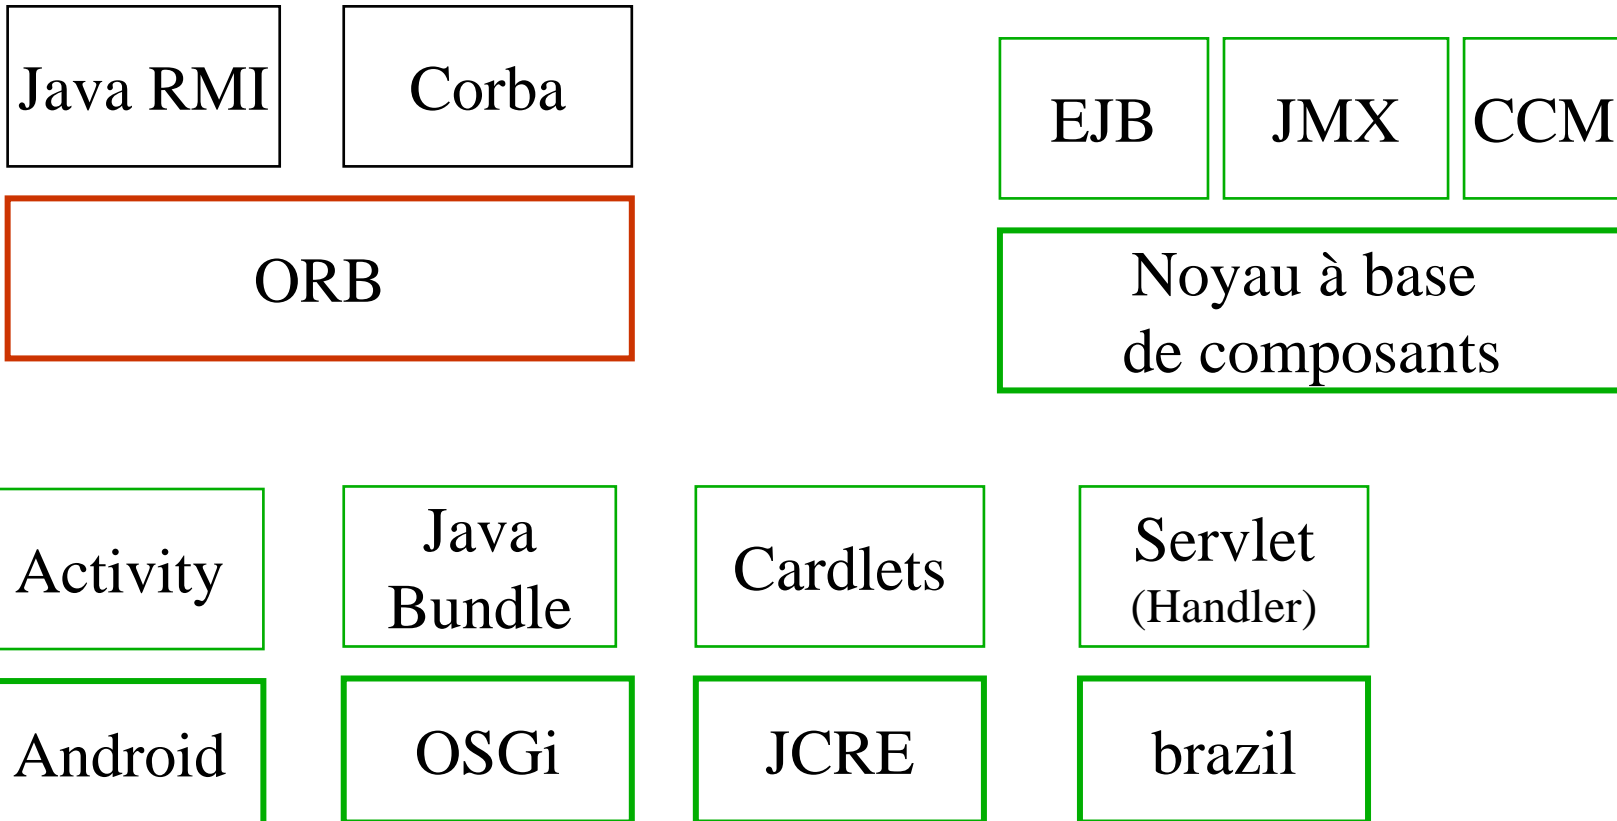 Java RMI
Corba
ORB
EJB
JMX
CCM
Noyau à base
de composants
Activity
Java
Bundle
Cardlets
Servlet
(Handler)
Android
OSGi
JCRE
brazil